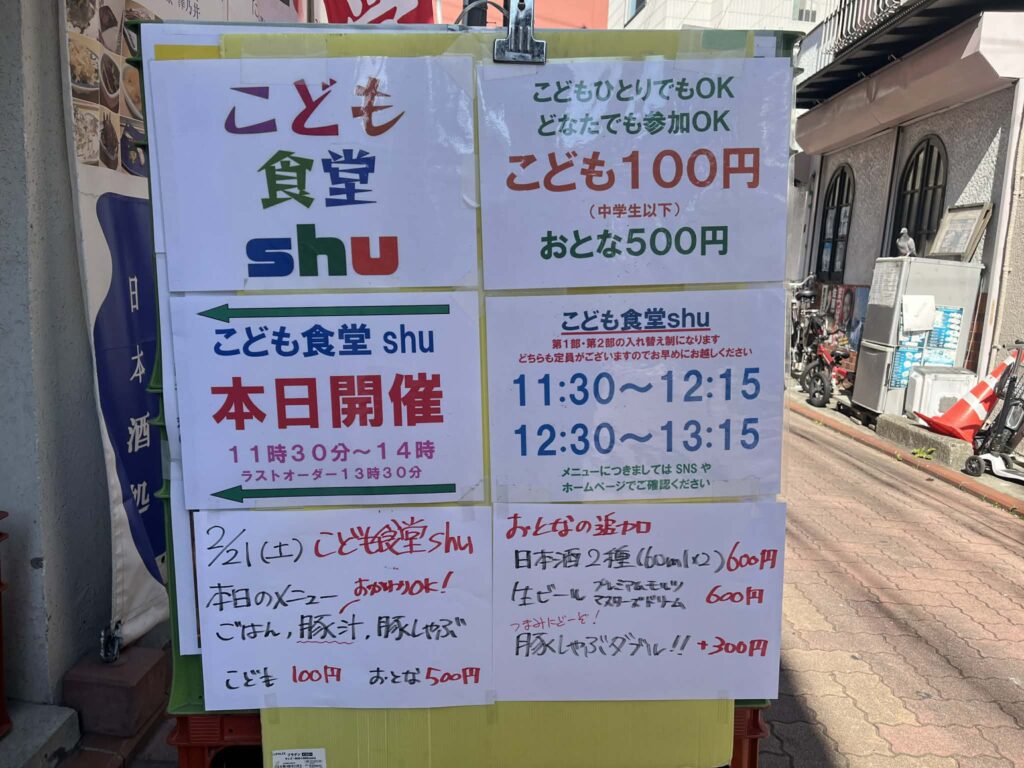 こども
食堂
shu
こどもひとりでもOK
どなたでも参加OK
こども100円
(中学生以下)
おとな500円
こども食堂 shu
本日開催
11時30分～14時
ラストオーダー13時30分
こども食堂shu
第1部・第2部の入れ替え制になります
どちらも定員がございますのでお早めにお越しください
11:30～12:15
12:30～13:15
メニューにつきましては SNS や
ホームページでご確認ください
2/21(土) こども食堂shu
本日のメニュー おかわりOK!
ごはん, 豚汁, 豚しゃぶ
こども 100円 おとな500円
おとなの追加
日本酒2種(60ml×2)600円
生ビール プレミアムモルツ マスターズドリーム 600円
つまみにどーぞ!
豚しゃぶダブル!! +300円
日本酒処